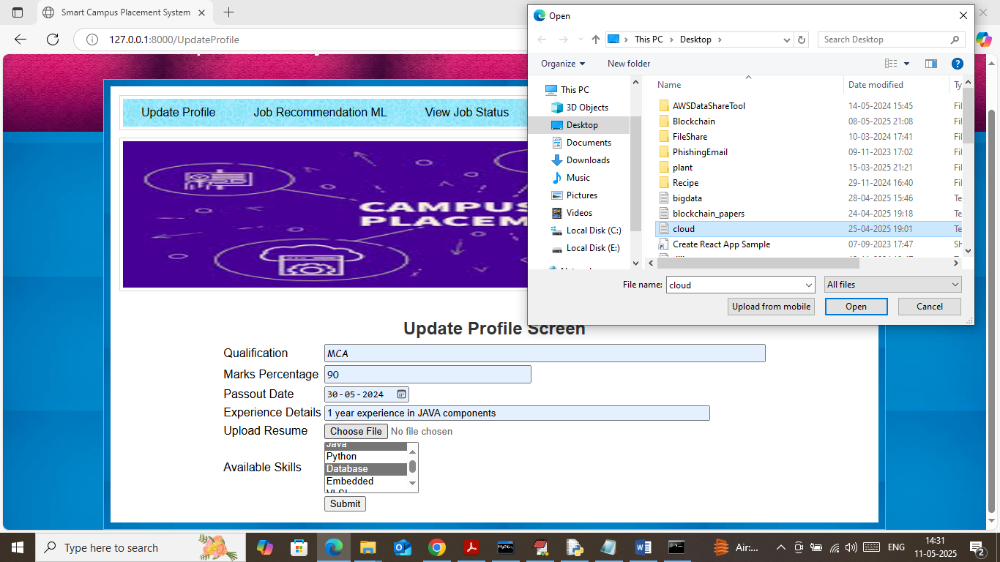 Smart Campus Placement System
127.0.0.1:8000/UpdateProfile
Update Profile
Job Recommendation ML
View Job Status
CAMPUS
PLACEM
Update Profile Screen
Qualification MCA
Marks Percentage 90
Passout Date 30-05-2024
Experience Details 1 year experience in JAVA components
Upload Resume Choose File No file chosen
Available Skills
Java
Python
Database
Embedded
VLSI
Submit
Open
This PC > Desktop >
Search Desktop
Organize
New folder
This PC
3D Objects
Desktop
Documents
Downloads
Music
Pictures
Videos
Local Disk (C:)
Local Disk (E:)
Name Date modified Ty
AWSDataShareTool 14-05-2024 15:45 Fil
Blockchain 08-05-2025 21:08 Fil
FileShare 10-03-2024 17:41 Fil
PhishingEmail 09-11-2023 17:02 Fil
plant 15-03-2025 21:21 Fil
Recipe 29-11-2024 16:40 Fil
bigdata 28-04-2025 15:46 Te
blockchain_papers 24-04-2025 19:18 Te
cloud 25-04-2025 19:01 Te
Create React App Sample 07-09-2023 17:47 Sh
File name: cloud
All files
Upload from mobile
Open
Cancel
Type here to search
Air...
ENG
14:31
11-05-2025
2